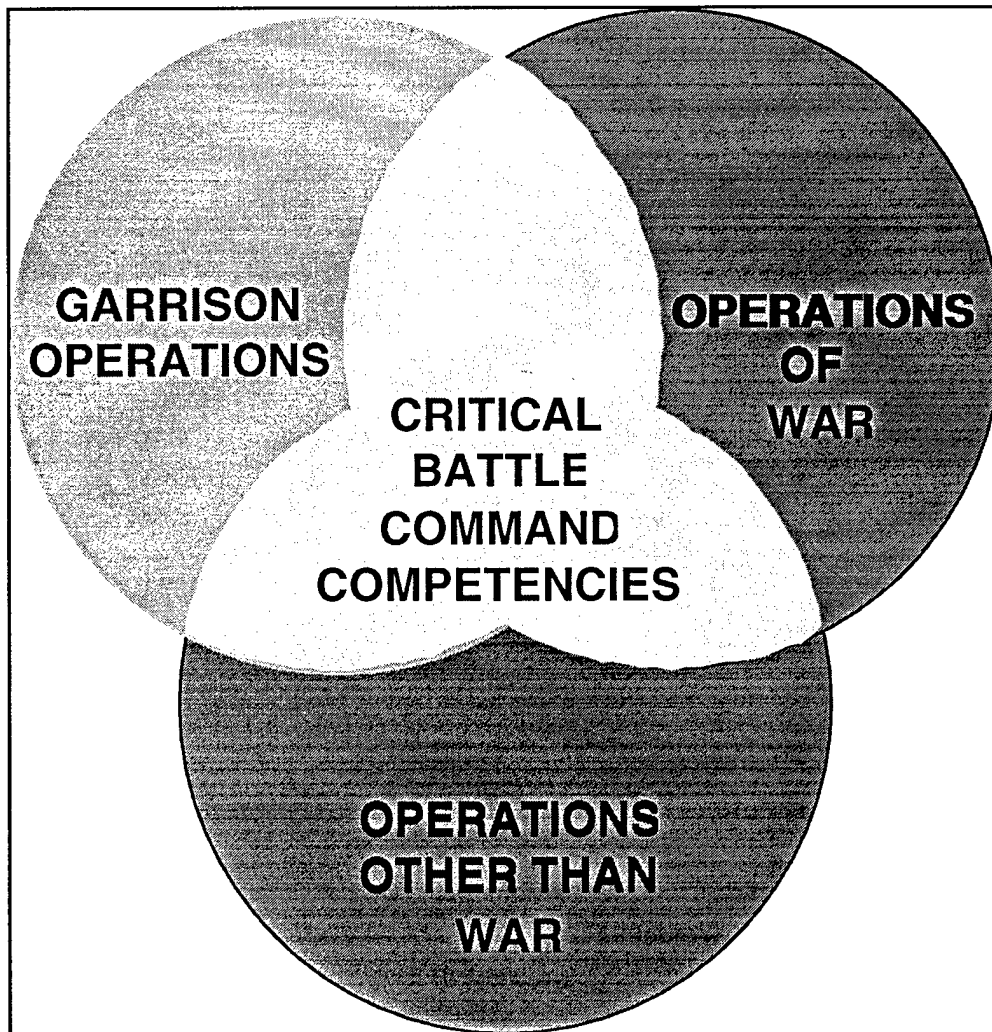 GARRISON
OPERATIONS
OPERATIONS
OF
WAR
CRITICAL
BATTLE
COMMAND
COMPETENCIES
OPERATIONS
OTHER THAN
WAR